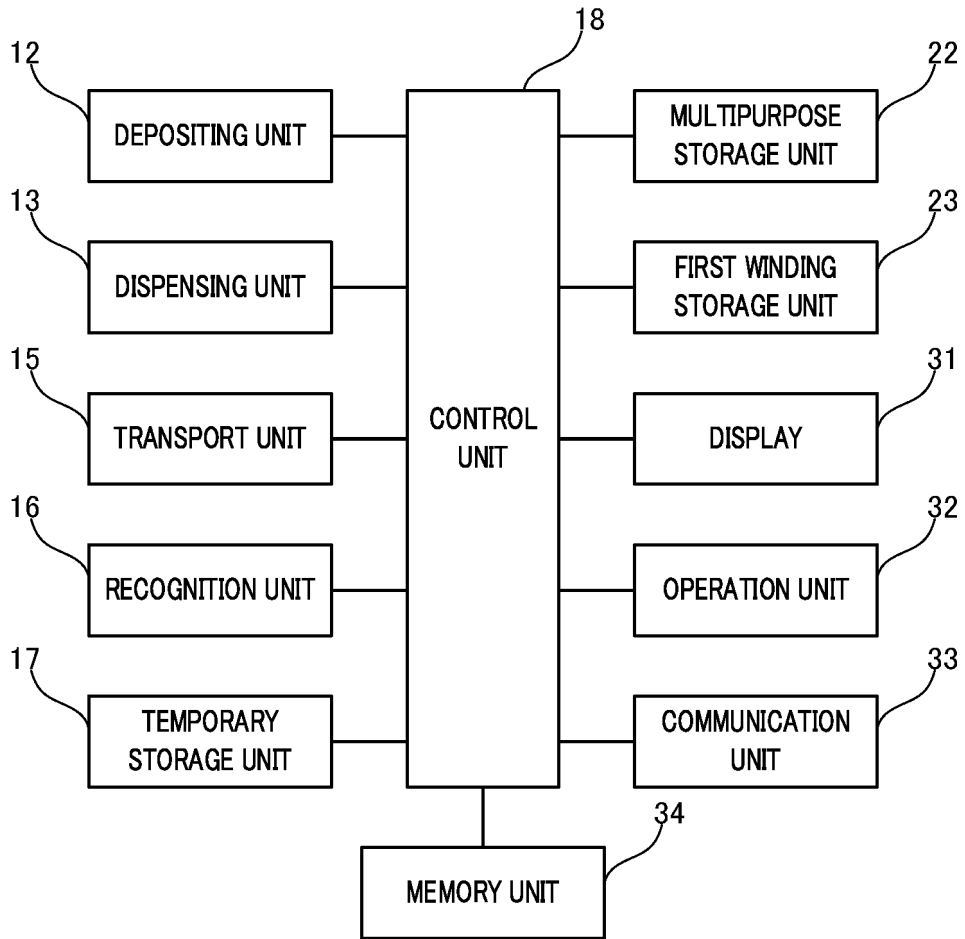 18
12
22
DEPOSITING UNIT
MULTIPURPOSE
STORAGE UNIT
13
23
DISPENSING UNIT
FIRST WINDING
STORAGE UNIT
15
31
TRANSPORT UNIT
CONTROL
UNIT
DISPLAY
16
32
RECOGNITION UNIT
OPERATION UNIT
17
33
TEMPORARY
STORAGE UNIT
COMMUNICATION
UNIT
34
MEMORY UNIT